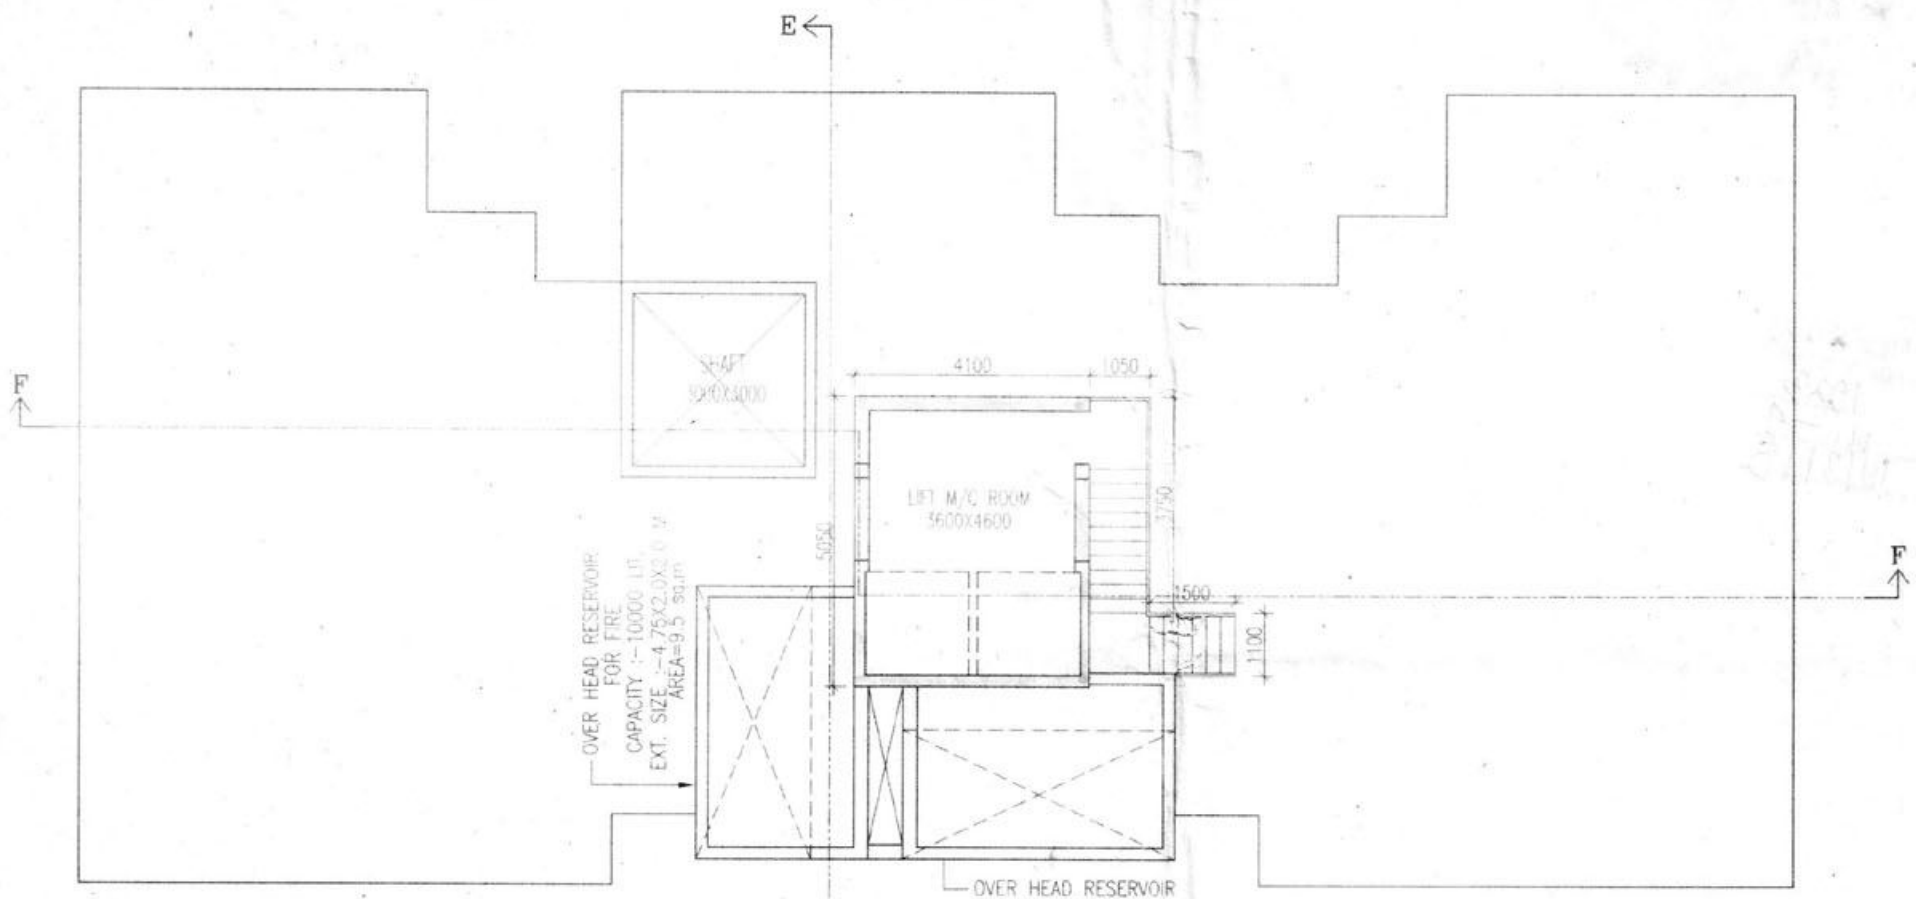 E
F
SHAFT
3000X3000
4100
1050
LIFT M/C ROOM
3600X4600
5050
3750
F
1500
1100
OVER HEAD RESERVOIR
FOR FIRE
CAPACITY :- 10000 LIT.
EXT. SIZE :-4.75X2.0X2.0 M
AREA=9.5 sq.m
OVER HEAD RESERVOIR